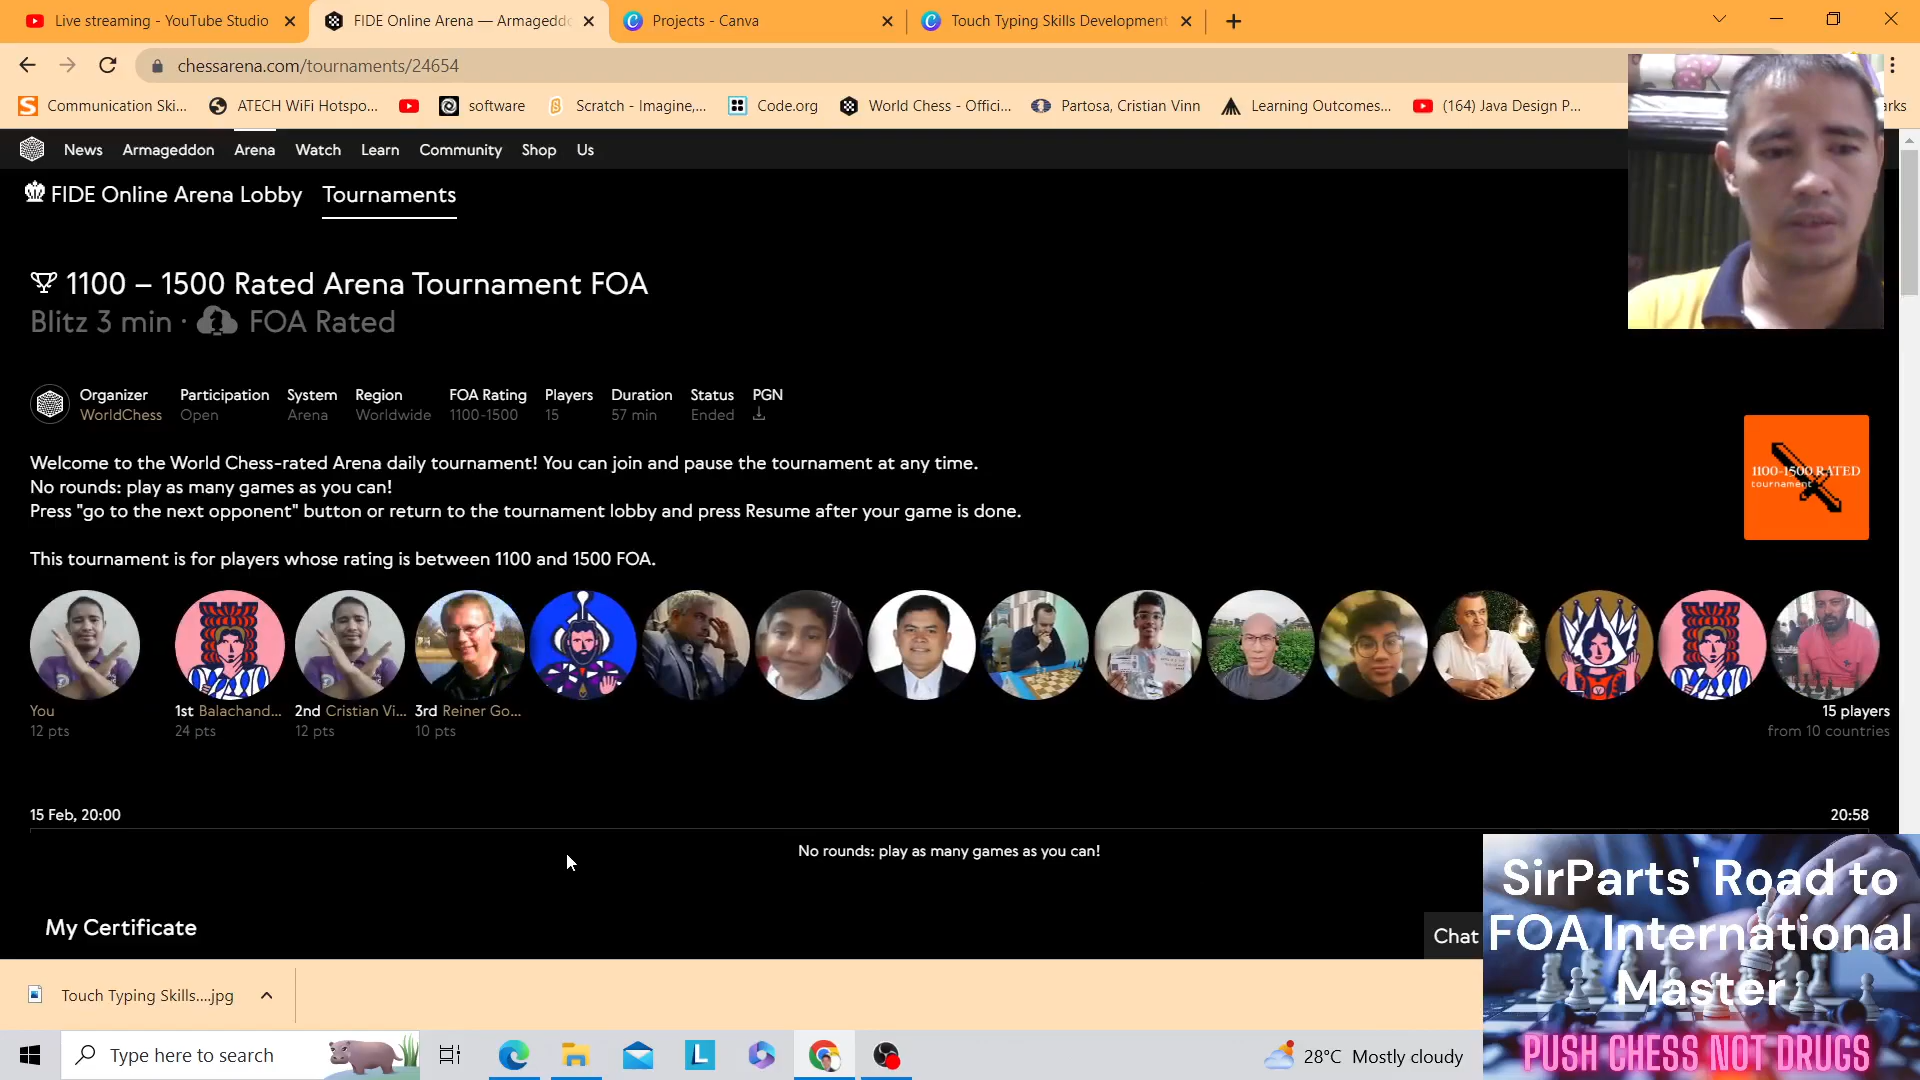 Live streaming - YouTube Studio
FIDE Online Arena — Armageddo
Projects - Canva
Touch Typing Skills Development
chessarena.com/tournaments/24654
Communication Ski...
ATECH WiFi Hotspo...
software
Scratch - Imagine,...
Code.org
World Chess - Offici...
Partosa, Cristian Vinn
Learning Outcomes...
(164) Java Design P...
arks
News
Armageddon
Arena
Watch
Learn
Community
Shop
Us
FIDE Online Arena Lobby
Tournaments
1100 – 1500 Rated Arena Tournament FOA
Blitz 3 min · FOA Rated
Organizer
WorldChess
Participation
Open
System
Arena
Region
Worldwide
FOA Rating
1100-1500
Players
15
Duration
57 min
Status
Ended
PGN
Welcome to the World Chess-rated Arena daily tournament! You can join and pause the tournament at any time.
No rounds: play as many games as you can!
Press "go to the next opponent" button or return to the tournament lobby and press Resume after your game is done.
This tournament is for players whose rating is between 1100 and 1500 FOA.
1100-1500 RATED
tournament
You
12 pts
1st Balachand...
24 pts
2nd Cristian Vi...
12 pts
3rd Reiner Go...
10 pts
15 players
from 10 countries
15 Feb, 20:00
20:58
No rounds: play as many games as you can!
My Certificate
Chat
SirParts' Road to
FOA International
Master
PUSH CHESS NOT DRUGS
Touch Typing Skills....jpg
Type here to search
L
28°C Mostly cloudy